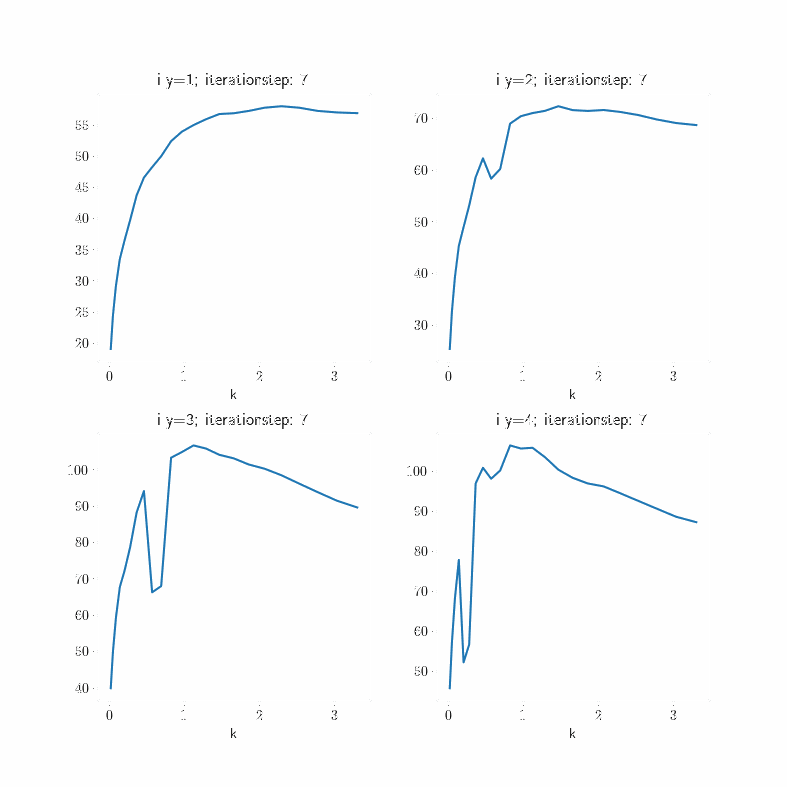 i y=1; iterationstep: 7
55
50
45
40
35
30
25
20
0 1 2 3
k
i y=2; iterationstep: 7
70
60
50
40
30
0 1 2 3
k
i y=3; iterationstep: 7
100
90
80
70
60
50
40
0 1 2 3
k
i y=4; iterationstep: 7
100
90
80
70
60
50
0 1 2 3
k